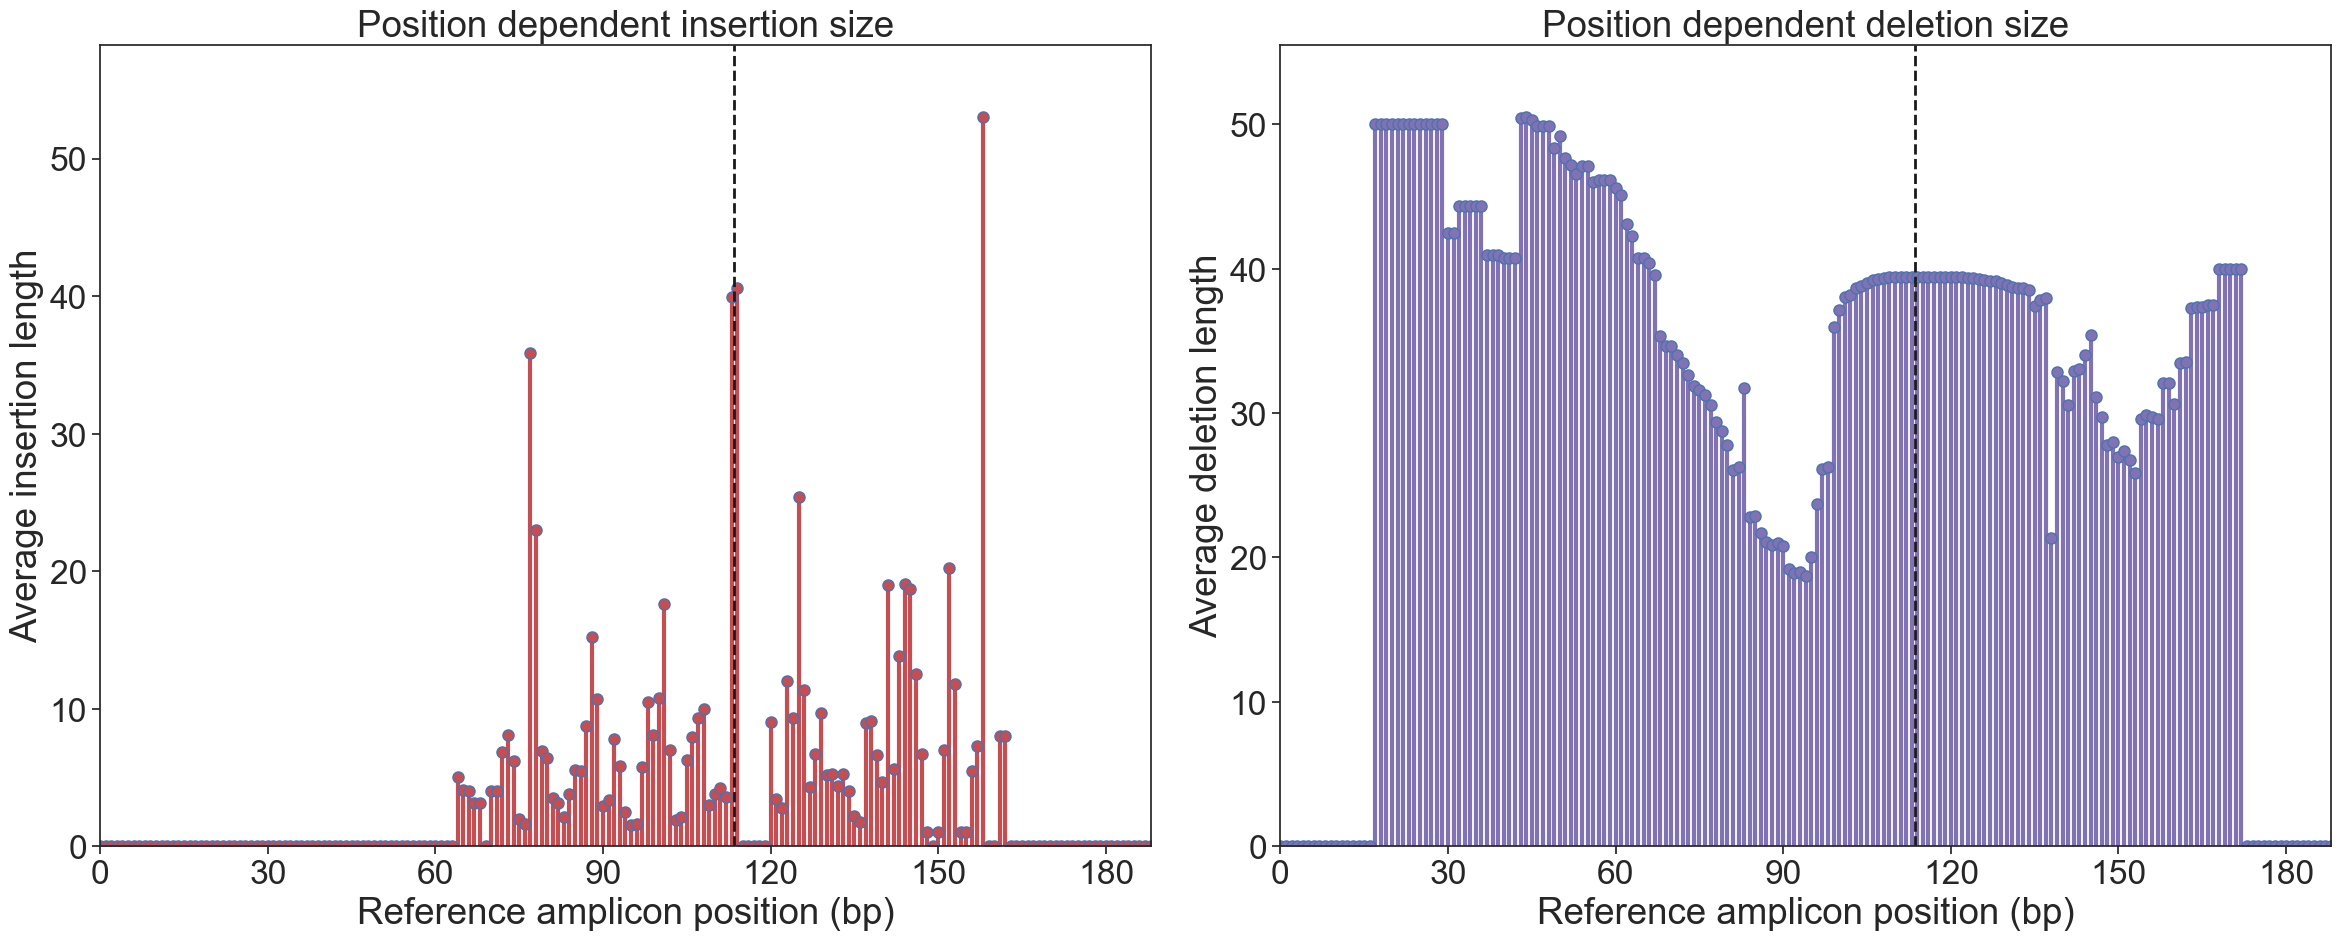 Position dependent insertion size
Average insertion length
50
40
30
20
10
0
0 30 60 90 120 150 180
Reference amplicon position (bp)
Position dependent deletion size
Average deletion length
50
40
30
20
10
0
0 30 60 90 120 150 180
Reference amplicon position (bp)